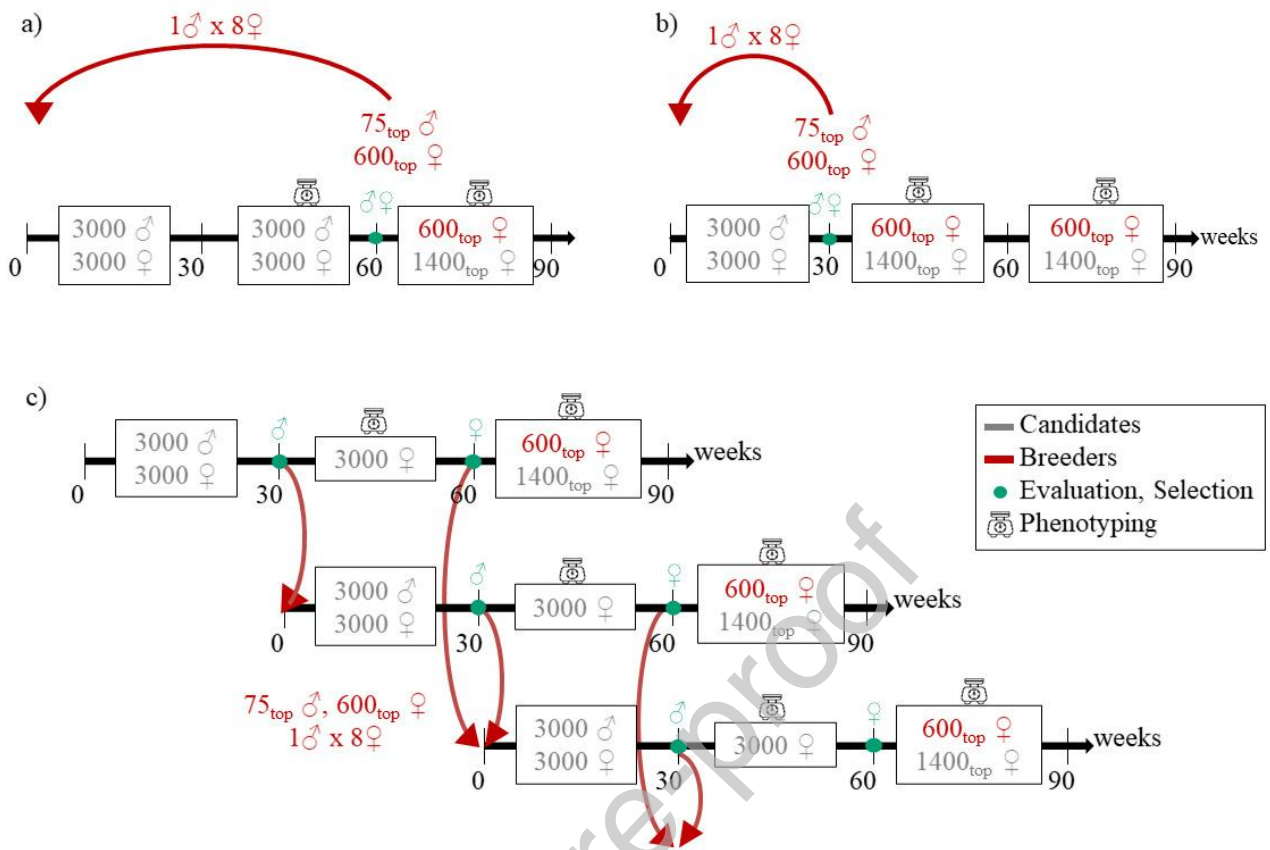 a)
1♂ x 8♀
75top ♂
600top ♀
♂♀
3000 ♂
3000 ♀
3000 ♂
3000 ♀
600top ♀
1400top ♀
0
30
60
90
b)
1♂ x 8♀
75top ♂
600top ♀
♂♀
3000 ♂
3000 ♀
600top ♀
1400top ♀
600top ♀
1400top ♀
weeks
0
30
60
90
c)
♂
♀
3000 ♂
3000 ♀
3000 ♀
600top ♀
1400top ♀
weeks
0
30
60
90
Candidates
Breeders
Evaluation, Selection
Phenotyping
♂
♀
3000 ♂
3000 ♀
3000 ♀
600top ♀
1400top ♀
weeks
0
30
60
90
75top ♂, 600top ♀
1♂ x 8♀
♂
♀
3000 ♂
3000 ♀
3000 ♀
600top ♀
1400top ♀
weeks
0
30
60
90
re-proof